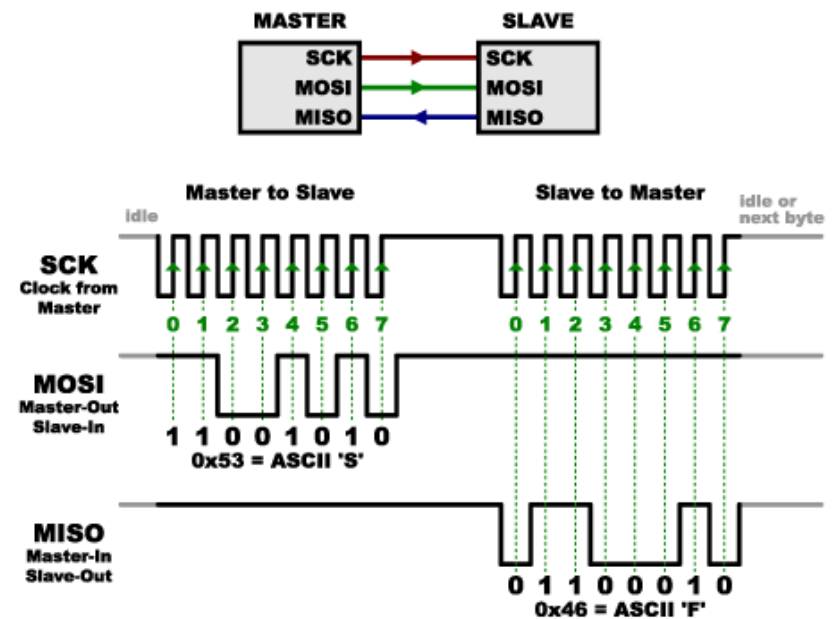 MASTER SLAVE
SCK SCK
MOSI MOSI
MISO MISO
Master to Slave Slave to Master
idle
idle or
next byte
SCK
Clock from
Master
0 1 2 3 4 5 6 7 0 1 2 3 4 5 6 7
MOSI
Master-Out
Slave-In
1 1 0 0 1 0 1 0
0x53 = ASCII 'S'
MISO
Master-In
Slave-Out
0 1 1 0 0 0 1 0
0x46 = ASCII 'F'